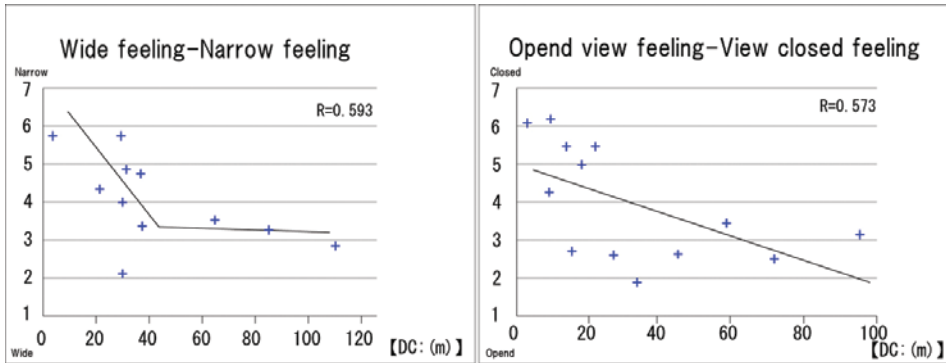 Wide feeling-Narrow feeling
Narrow
7
R=0.593
6
5
4
3
2
1
0 20 40 60 80 100 120
Wide
【DC: (m)】
Opend view feeling-View closed feeling
Closed
7
R=0.573
6
5
4
3
2
1
0 20 40 60 80 100
Opend
【DC: (m)】